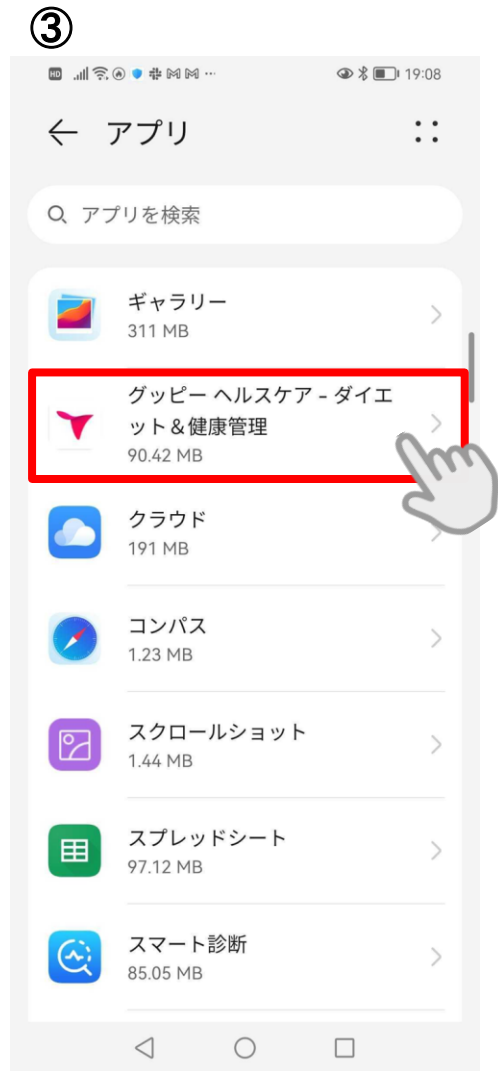 ③
HD 19:08
アプリ
アプリを検索
ギャラリー
311 MB
グッピー ヘルスケア - ダイエ
ット＆健康管理
90.42 MB
クラウド
191 MB
コンパス
1.23 MB
スクロールショット
1.44 MB
スプレッドシート
97.12 MB
スマート診断
85.05 MB